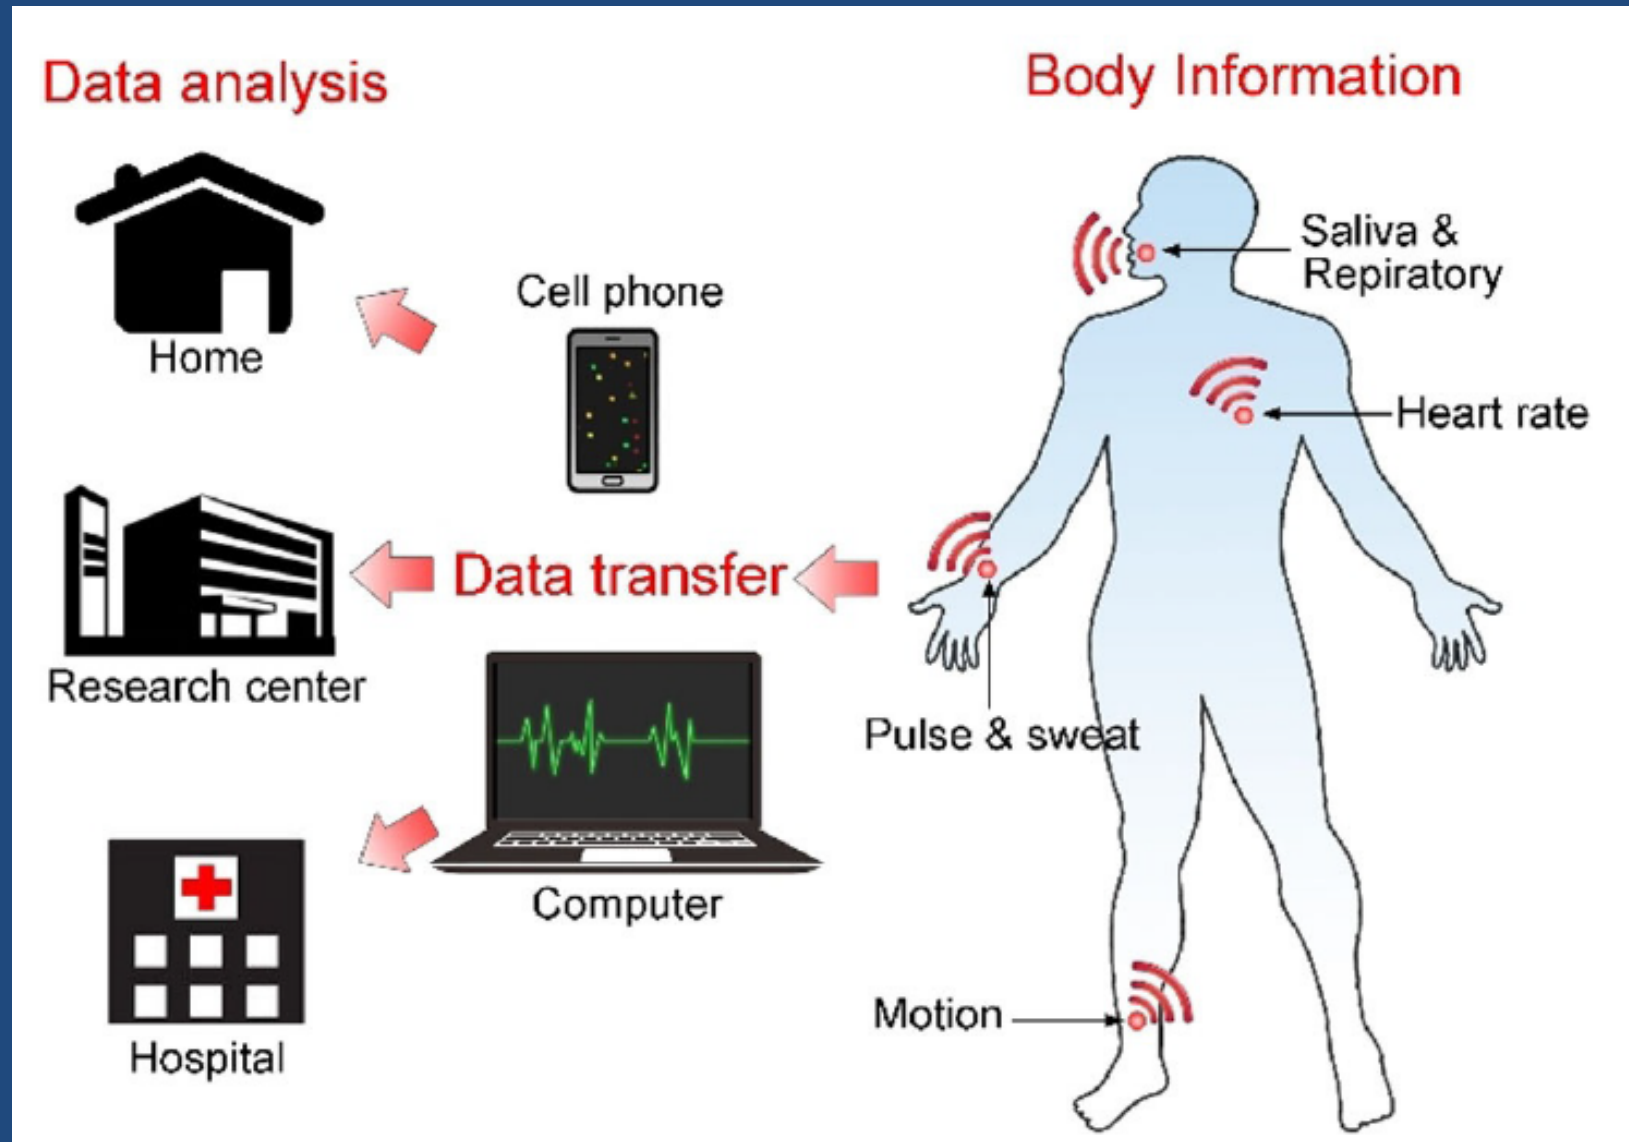 Data analysis
Body Information
Home
Cell phone
Saliva &
Repiratory
Heart rate
Data transfer
Research center
Pulse & sweat
Computer
Motion
Hospital